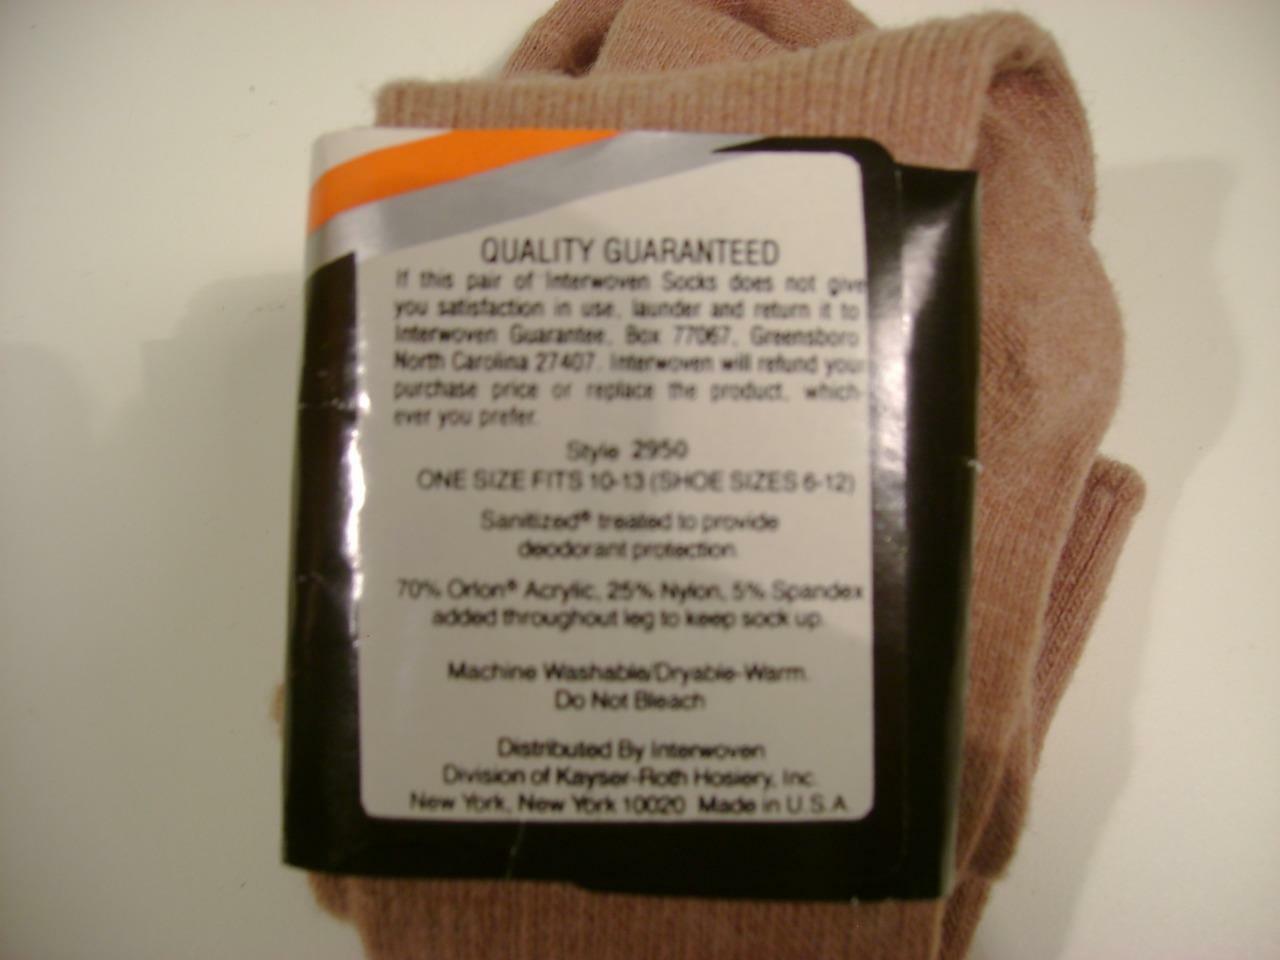 QUALITY GUARANTEED
If this pair of Interwoven Socks does not give
you satisfaction in use, launder and return it to
Interwoven Guarantee, Box 77067, Greensboro
North Carolina 27407. Interwoven will refund your
purchase price or replace the product, which-
ever you prefer.
Style 2950
ONE SIZE FITS 10-13 (SHOE SIZES 6-12)
Sanitized® treated to provide
deodorant protection
70% Orlon® Acrylic, 25% Nylon, 5% Spandex
added throughout leg to keep sock up.
Machine Washable/Dryable-Warm.
Do Not Bleach
Distributed By Interwoven
Division of Kayser-Roth Hosiery, Inc.
New York, New York 10020 Made in U.S.A.